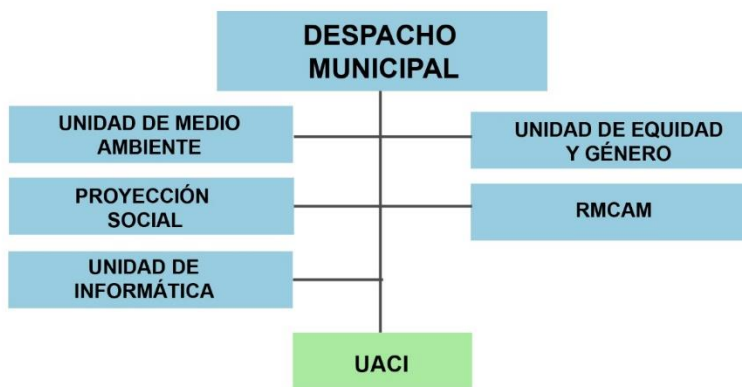 DESPACHO
MUNICIPAL
UNIDAD DE MEDIO
AMBIENTE
UNIDAD DE EQUIDAD
Y GÉNERO
PROYECCIÓN
SOCIAL
RMCAM
UNIDAD DE
INFORMÁTICA
UACI